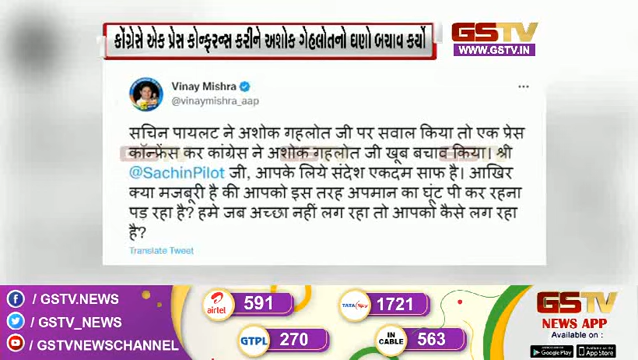 કોંગ્રેસે એક પ્રેસ કોન્ફરન્સ કરીને અશોક ગેહલોતનો ઘણો બચાવ કર્યો
GSTV
WWW.GSTV.IN
Vinay Mishra
@vinaymishra_aap
सचिन पायलट ने अशोक गहलोत जी पर सवाल किया तो एक प्रेस
कॉन्फ्रेंस कर कांग्रेस ने अशोक गहलोत जी खूब बचाव किया। श्री
@SachinPilot जी, आपके लिये संदेश एकदम साफ है। आखिर
क्या मजबूरी है की आपको इस तरह अपमान का घूंट पी कर रहना
पड़ रहा है? हमे जब अच्छा नहीं लग रहा तो आपको कैसे लग रहा
है?
Translate Tweet
/ GSTV.NEWS
/ GSTV_NEWS
/ GSTVNEWSCHANNEL
airtel 591
TATA Play 1721
GTPL 270
IN CABLE 563
GSTV
NEWS APP
Available on :
Google Play
App Store